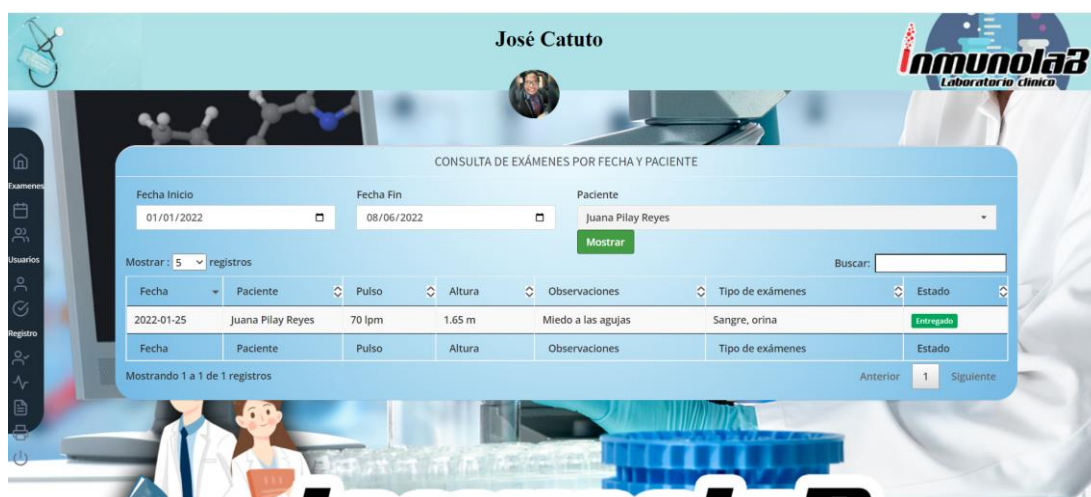 José Catuto
Inmunolab
Laboratorio clínico
CONSULTA DE EXÁMENES POR FECHA Y PACIENTE
Examenes
Usuarios
Registro
Fecha Inicio Fecha Fin Paciente
01/01/2022 08/06/2022 Juana Pilay Reyes
Mostrar
Mostrar : 5 registros Buscar:
Fecha Paciente Pulso Altura Observaciones Tipo de exámenes Estado
2022-01-25 Juana Pilay Reyes 70 lpm 1.65 m Miedo a las agujas Sangre, orina Entregado
Fecha Paciente Pulso Altura Observaciones Tipo de exámenes Estado
Mostrando 1 a 1 de 1 registros Anterior 1 Siguiente